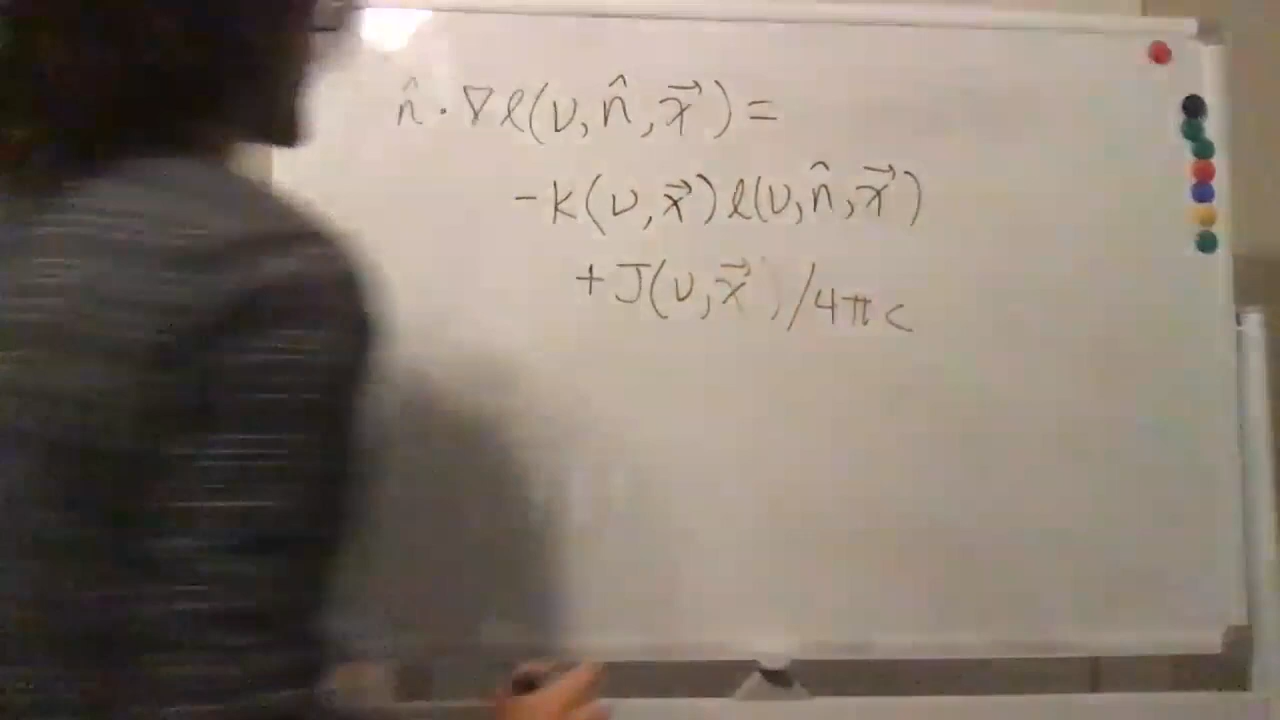 n̂ · ∇ℓ(ν, n̂, x⃗) =
-K(ν, x⃗) ℓ(ν, n̂, x⃗)
+ J(ν, x⃗ ) /4πc